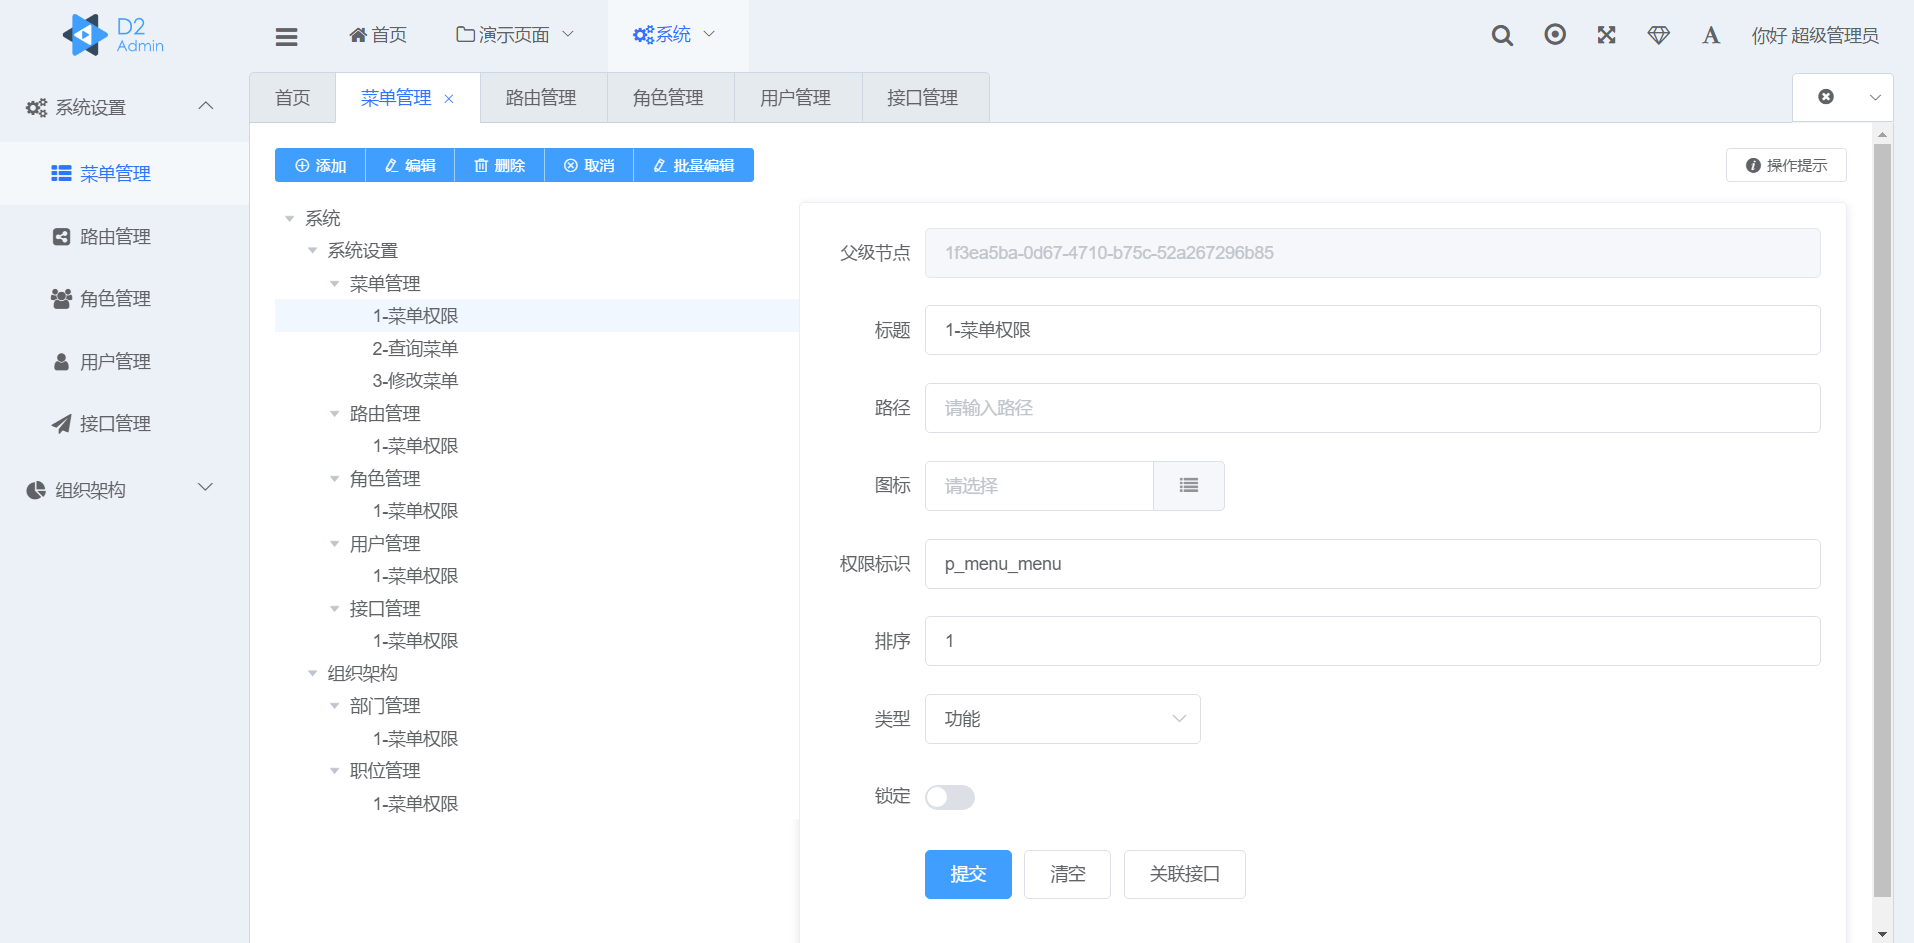 D2
Admin
首页
演示页面
系统
你好 超级管理员
系统设置
菜单管理
路由管理
角色管理
用户管理
接口管理
组织架构
首页
菜单管理
路由管理
角色管理
用户管理
接口管理
添加
编辑
删除
取消
批量编辑
操作提示
系统
系统设置
菜单管理
1-菜单权限
2-查询菜单
3-修改菜单
路由管理
1-菜单权限
角色管理
1-菜单权限
用户管理
1-菜单权限
接口管理
1-菜单权限
组织架构
部门管理
1-菜单权限
职位管理
1-菜单权限
父级节点 1f3ea5ba-0d67-4710-b75c-52a267296b85
标题 1-菜单权限
路径 请输入路径
图标 请选择
权限标识 p_menu_menu
排序 1
类型 功能
锁定
提交 清空 关联接口